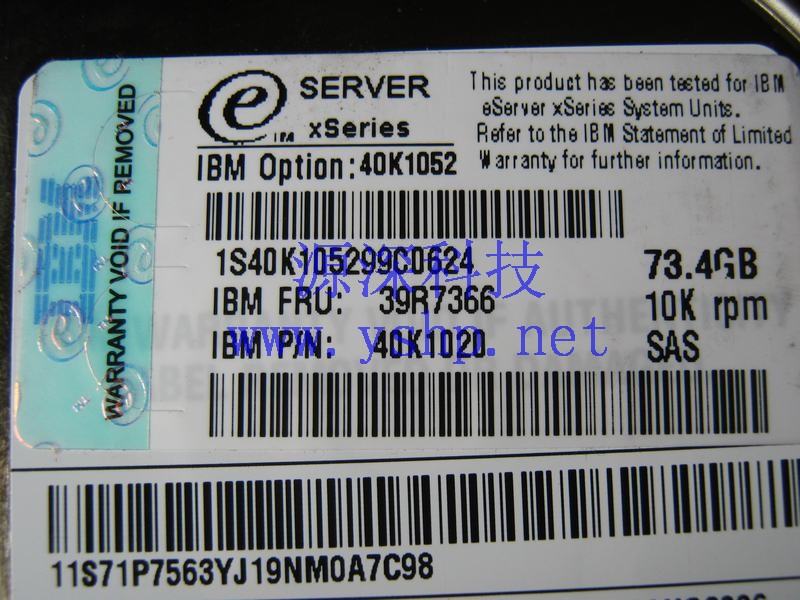 WARRANTY VOID IF REMOVED
IBM
e SERVER
TM
xSeries
This product has been tested for IBM
eServer xSeries System Units.
Refer to the IBM Statement of Limited
Warranty for further information.
IBM Option: 40K1052
1S40K105299C0624
73.4GB
IBM FRU: 39R7366
10K rpm
IBM P/N: 40K1020
SAS
源深科技
www.yshp.net
11S71P7563YJ19NM0A7C98